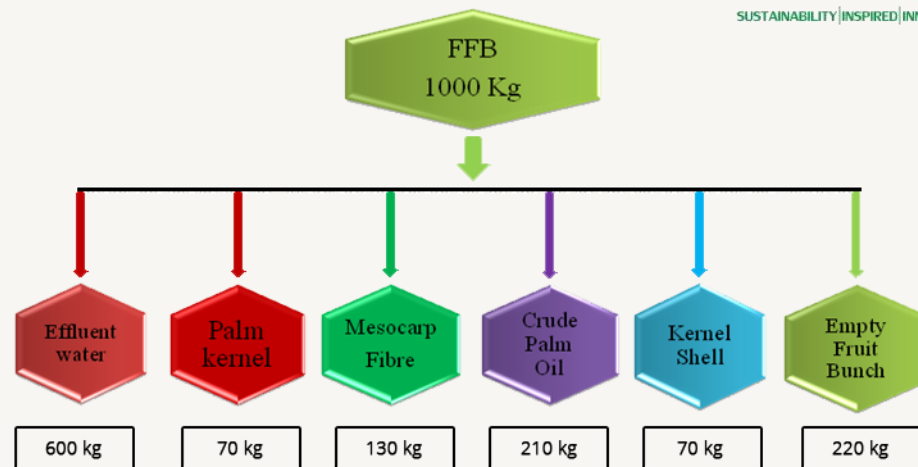 SUSTAINABILITY|INSPIRED|
FFB
1000 Kg
Effluent
water
Palm
kernel
Mesocarp
Fibre
Crude
Palm
Oil
Kernel
Shell
Empty
Fruit
Bunch
600 kg
70 kg
130 kg
210 kg
70 kg
220 kg